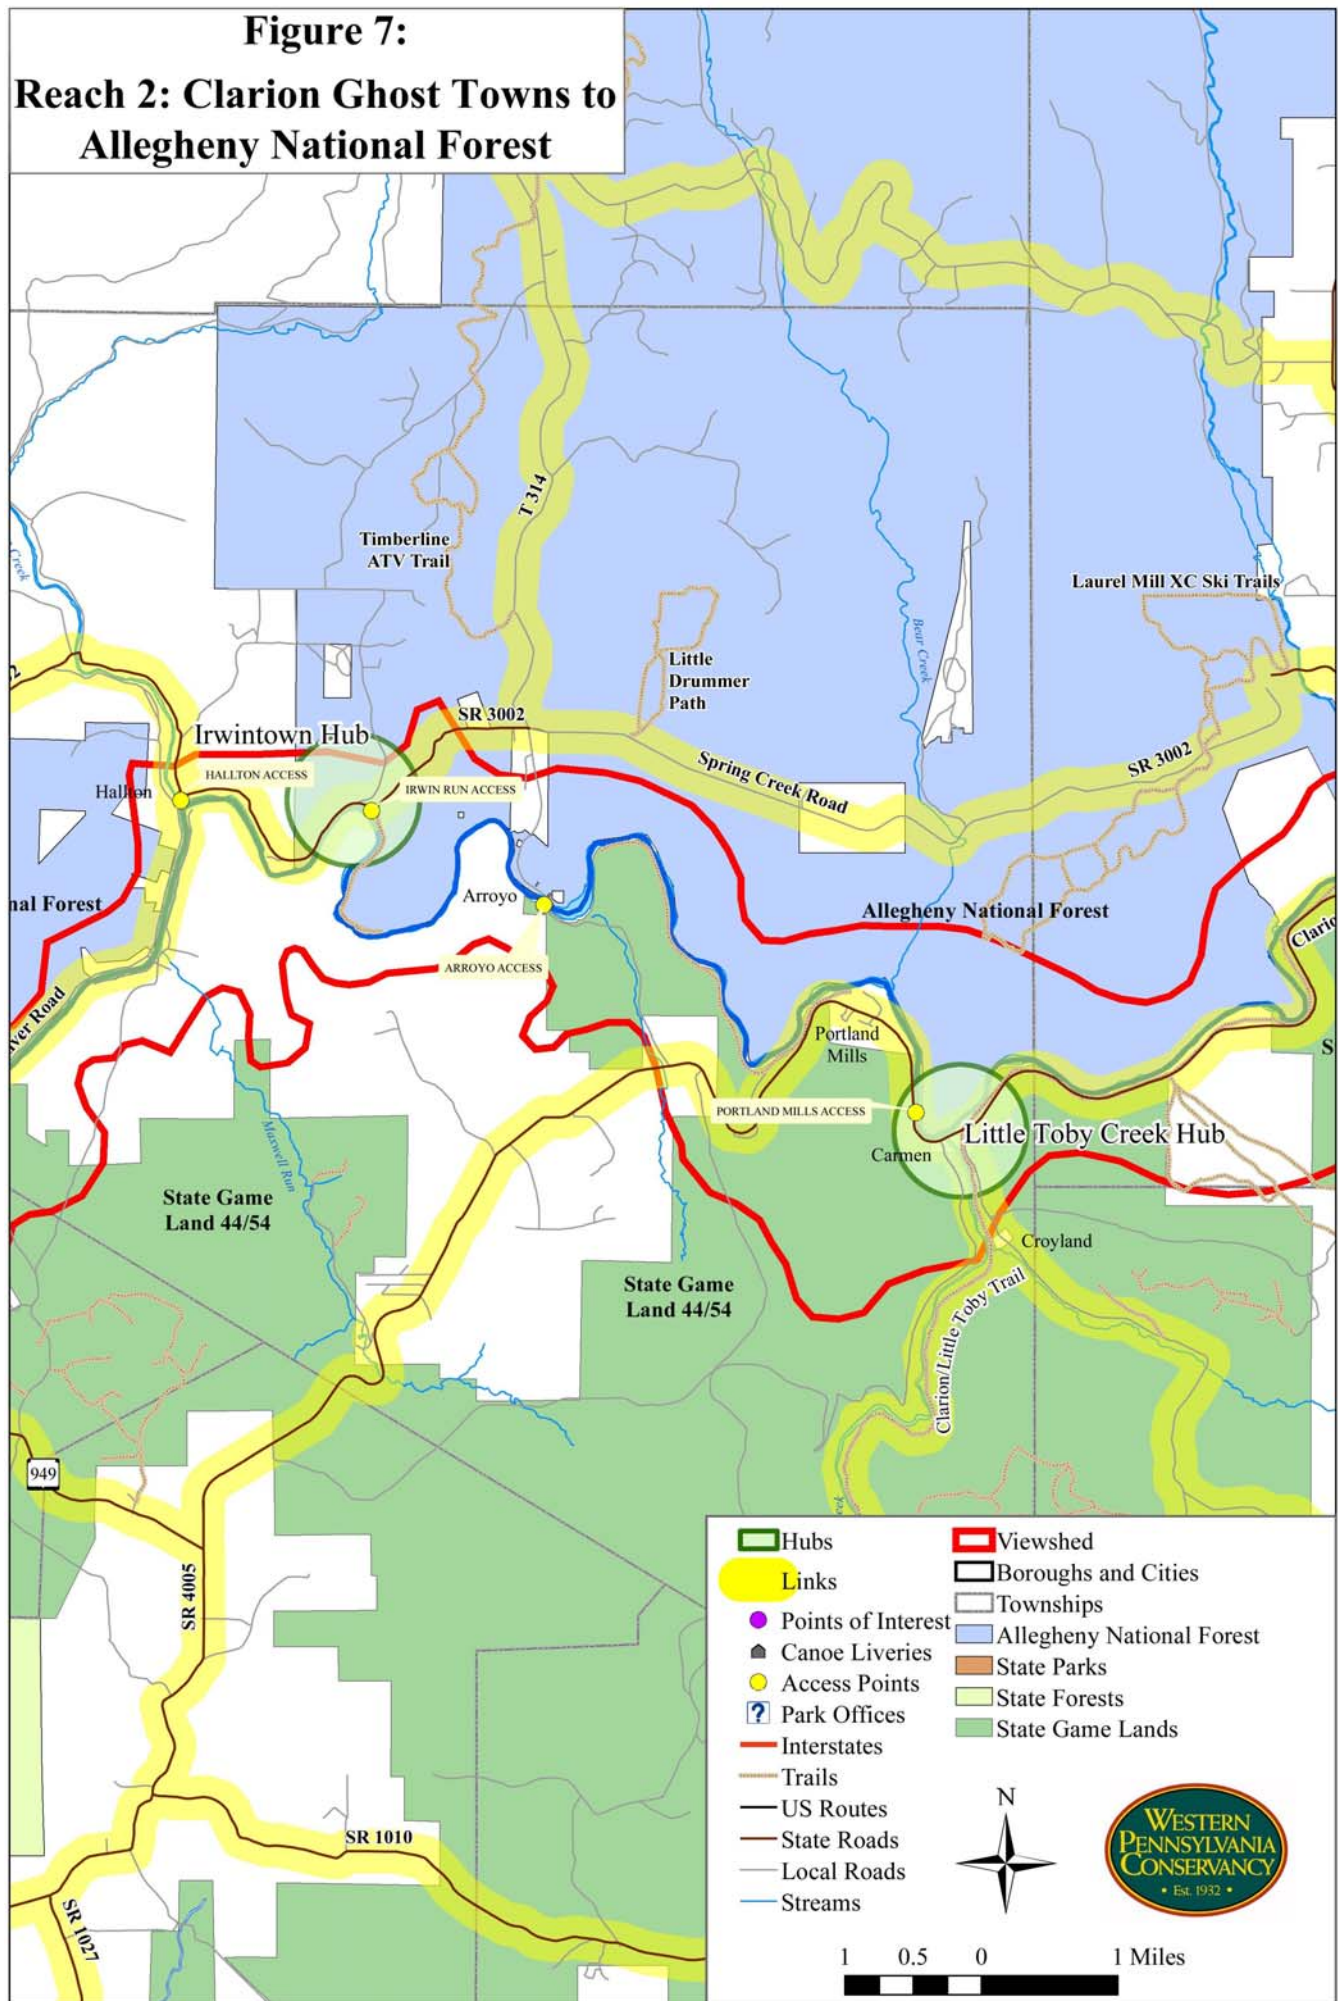 Figure 7:
Reach 2: Clarion Ghost Towns to
Allegheny National Forest
T 314
Timberline
ATV Trail
Creek
Laurel Mill XC Ski Trails
Bear Creek
Little
Drummer
Path
SR 3002
Irwintown Hub
HALLTON ACCESS
Hallton
IRWIN RUN ACCESS
Spring Creek Road
SR 3002
nal Forest
Arroyo
Allegheny National Forest
Clario
ARROYO ACCESS
iver Road
Portland
Mills
S
PORTLAND MILLS ACCESS
Little Toby Creek Hub
Carmen
Maxwell Run
State Game
Land 44/54
Croyland
State Game
Land 44/54
Clarion/Little Toby Trail
949
SR 4005
SR 1010
SR 1027
Hubs
Links
Points of Interest
Canoe Liveries
Access Points
? Park Offices
Interstates
Trails
US Routes
State Roads
Local Roads
Streams
Viewshed
Boroughs and Cities
Townships
Allegheny National Forest
State Parks
State Forests
State Game Lands
N
WESTERN
PENNSYLVANIA
CONSERVANCY
• Est. 1932 •
1 0.5 0 1 Miles